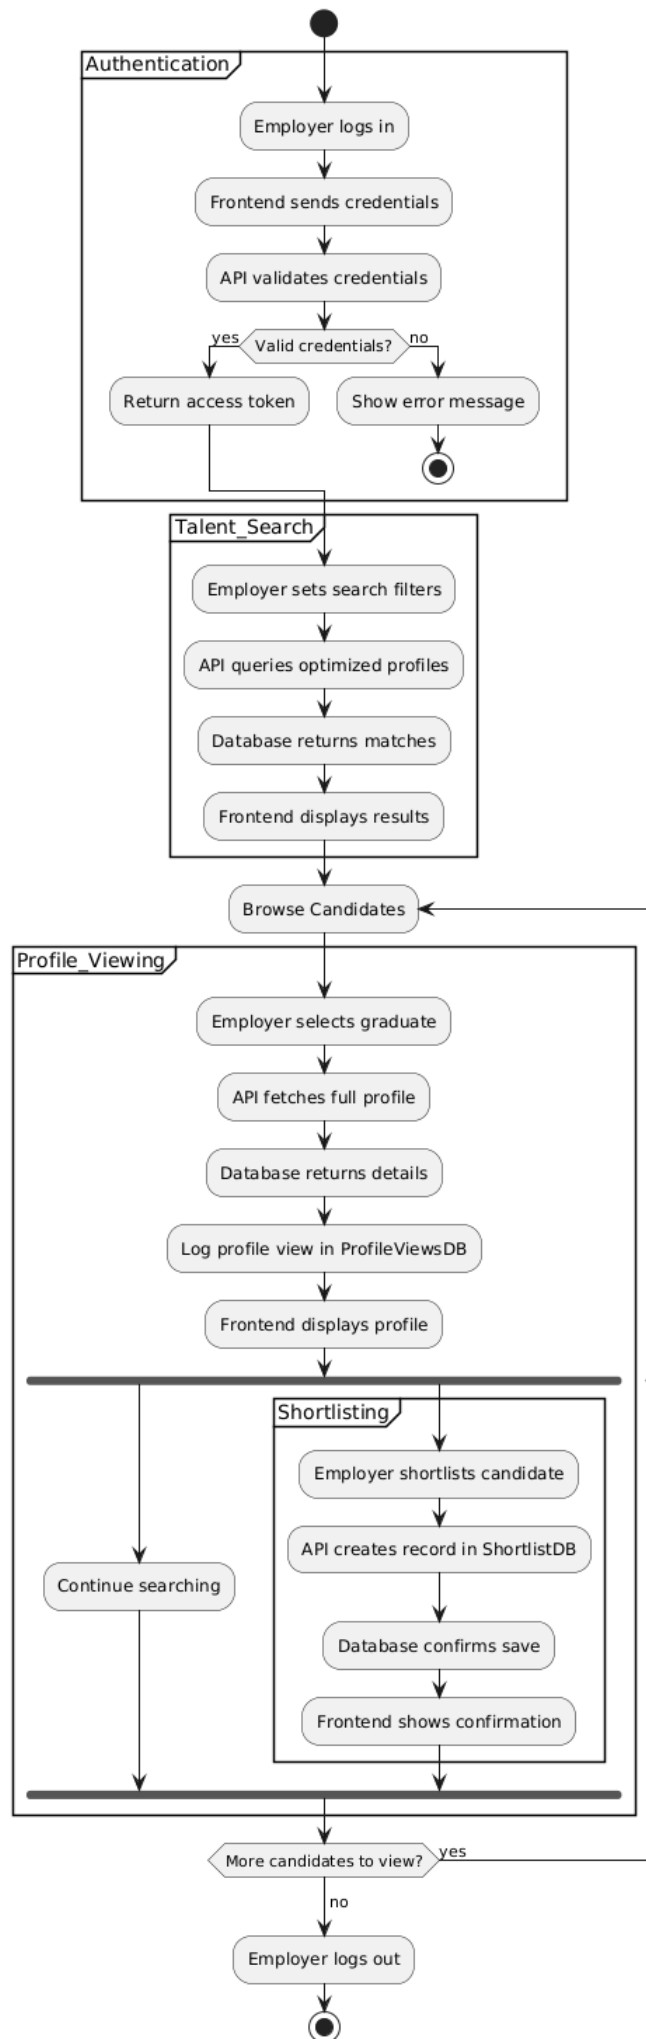 Authentication
Employer logs in
Frontend sends credentials
API validates credentials
yes
Valid credentials?
no
Return access token
Show error message
Talent_Search
Employer sets search filters
API queries optimized profiles
Database returns matches
Frontend displays results
Browse Candidates
Profile_Viewing
Employer selects graduate
API fetches full profile
Database returns details
Log profile view in ProfileViewsDB
Frontend displays profile
Shortlisting
Employer shortlists candidate
API creates record in ShortlistDB
Continue searching
Database confirms save
Frontend shows confirmation
More candidates to view?
yes
no
Employer logs out